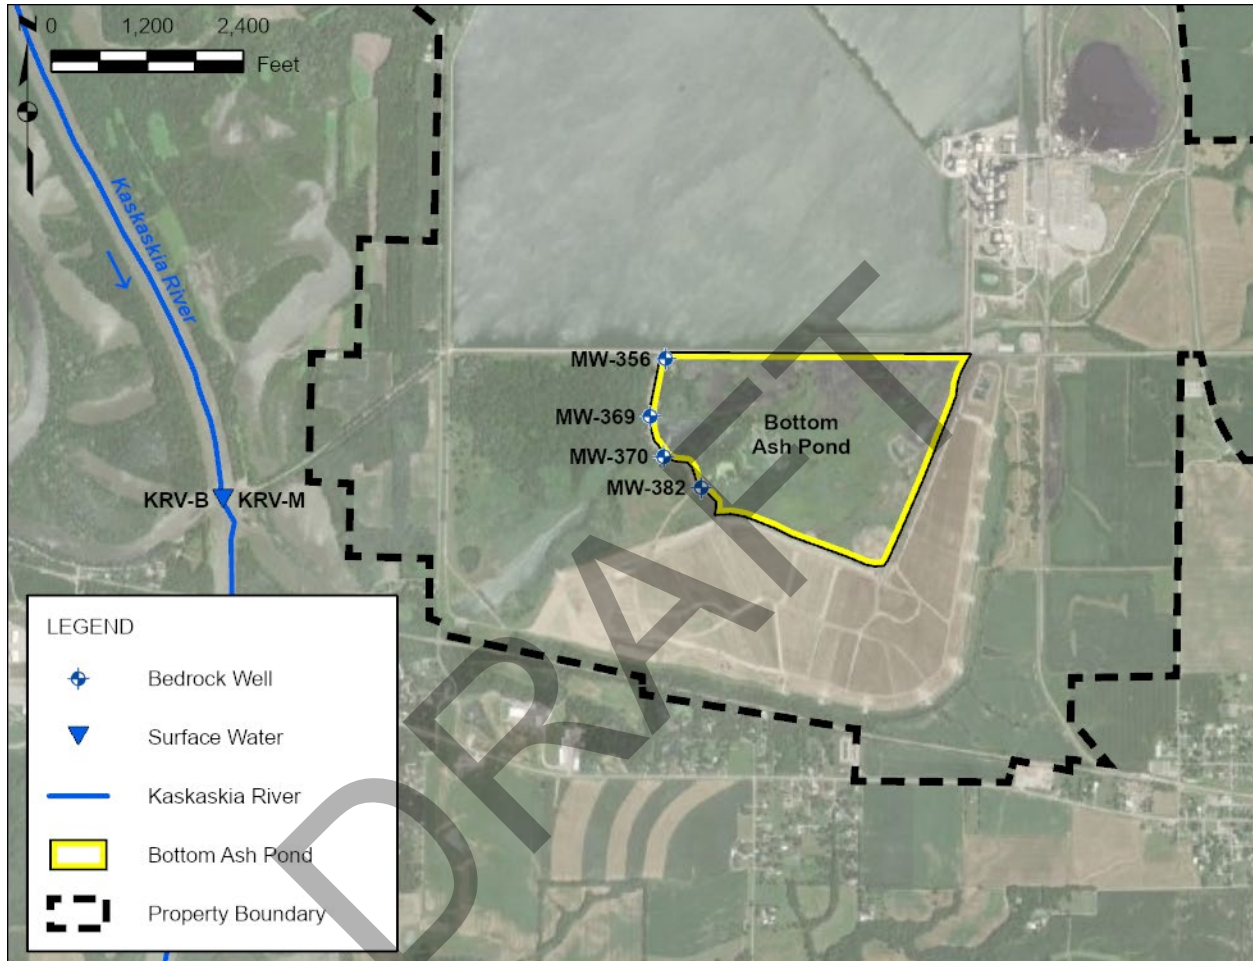 N
0 1,200 2,400
Feet
Kaskaskia River
MW-356
MW-369
Bottom
Ash Pond
MW-370
MW-382
KRV-B KRV-M
LEGEND
Bedrock Well
Surface Water
Kaskaskia River
Bottom Ash Pond
Property Boundary
DRAFT